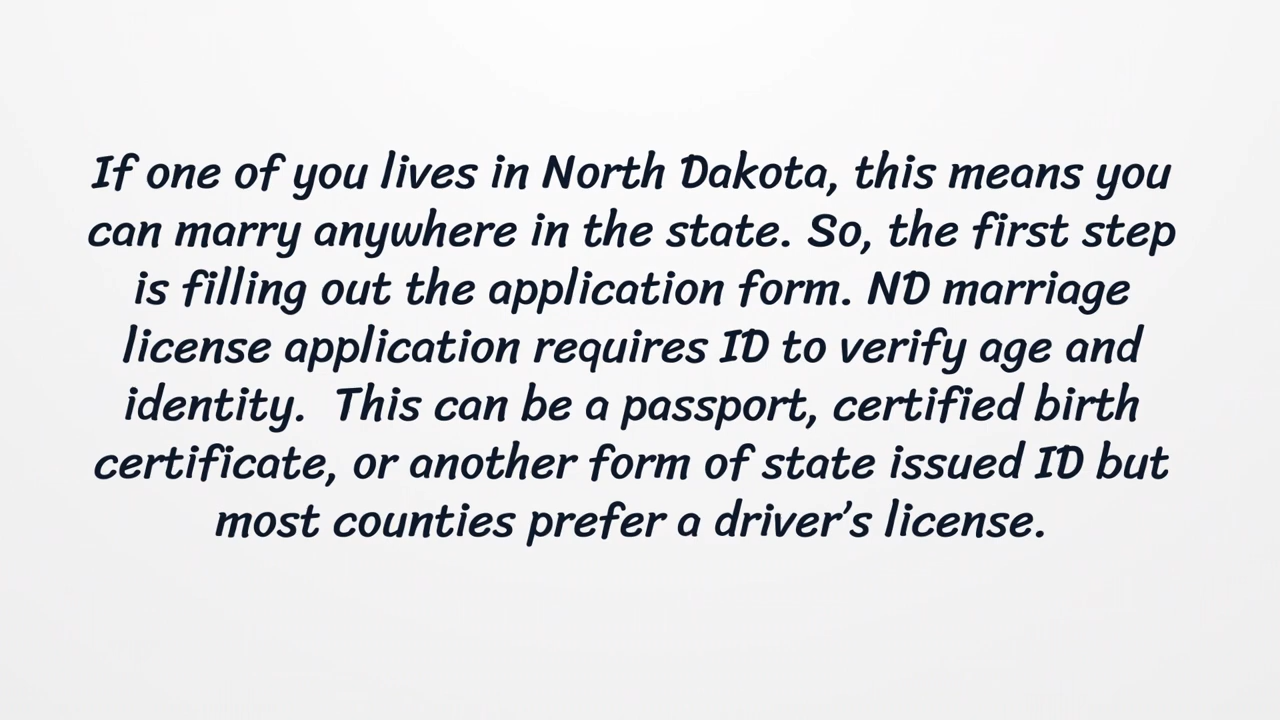 If one of you lives in North Dakota, this means you
can marry anywhere in the state. So, the first step
is filling out the application form. ND marriage
license application requires ID to verify age and
identity.  This can be a passport, certified birth
certificate, or another form of state issued ID but
most counties prefer a driver’s license.